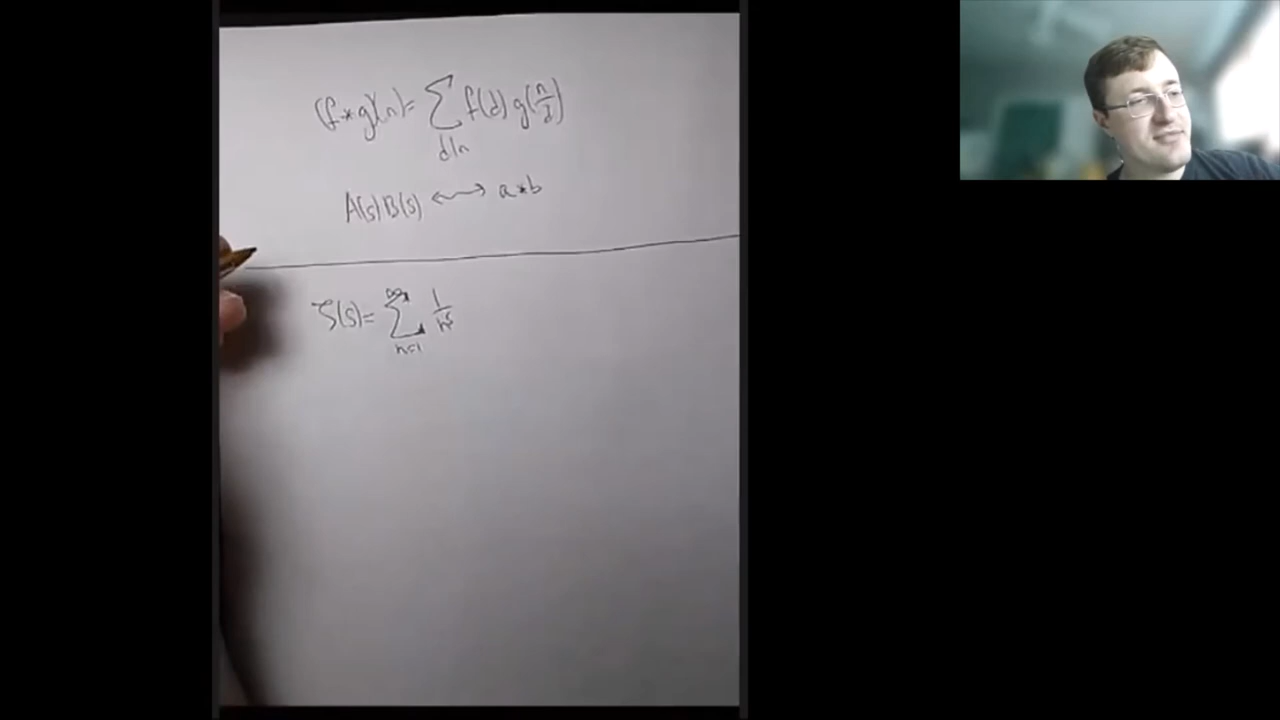 (f*g)(n)= ∑ f(d) g(n/d)
d|n
A(s)B(s) ⟷ a*b
ζ(s)= ∑ 1/n^s
∞
n=1